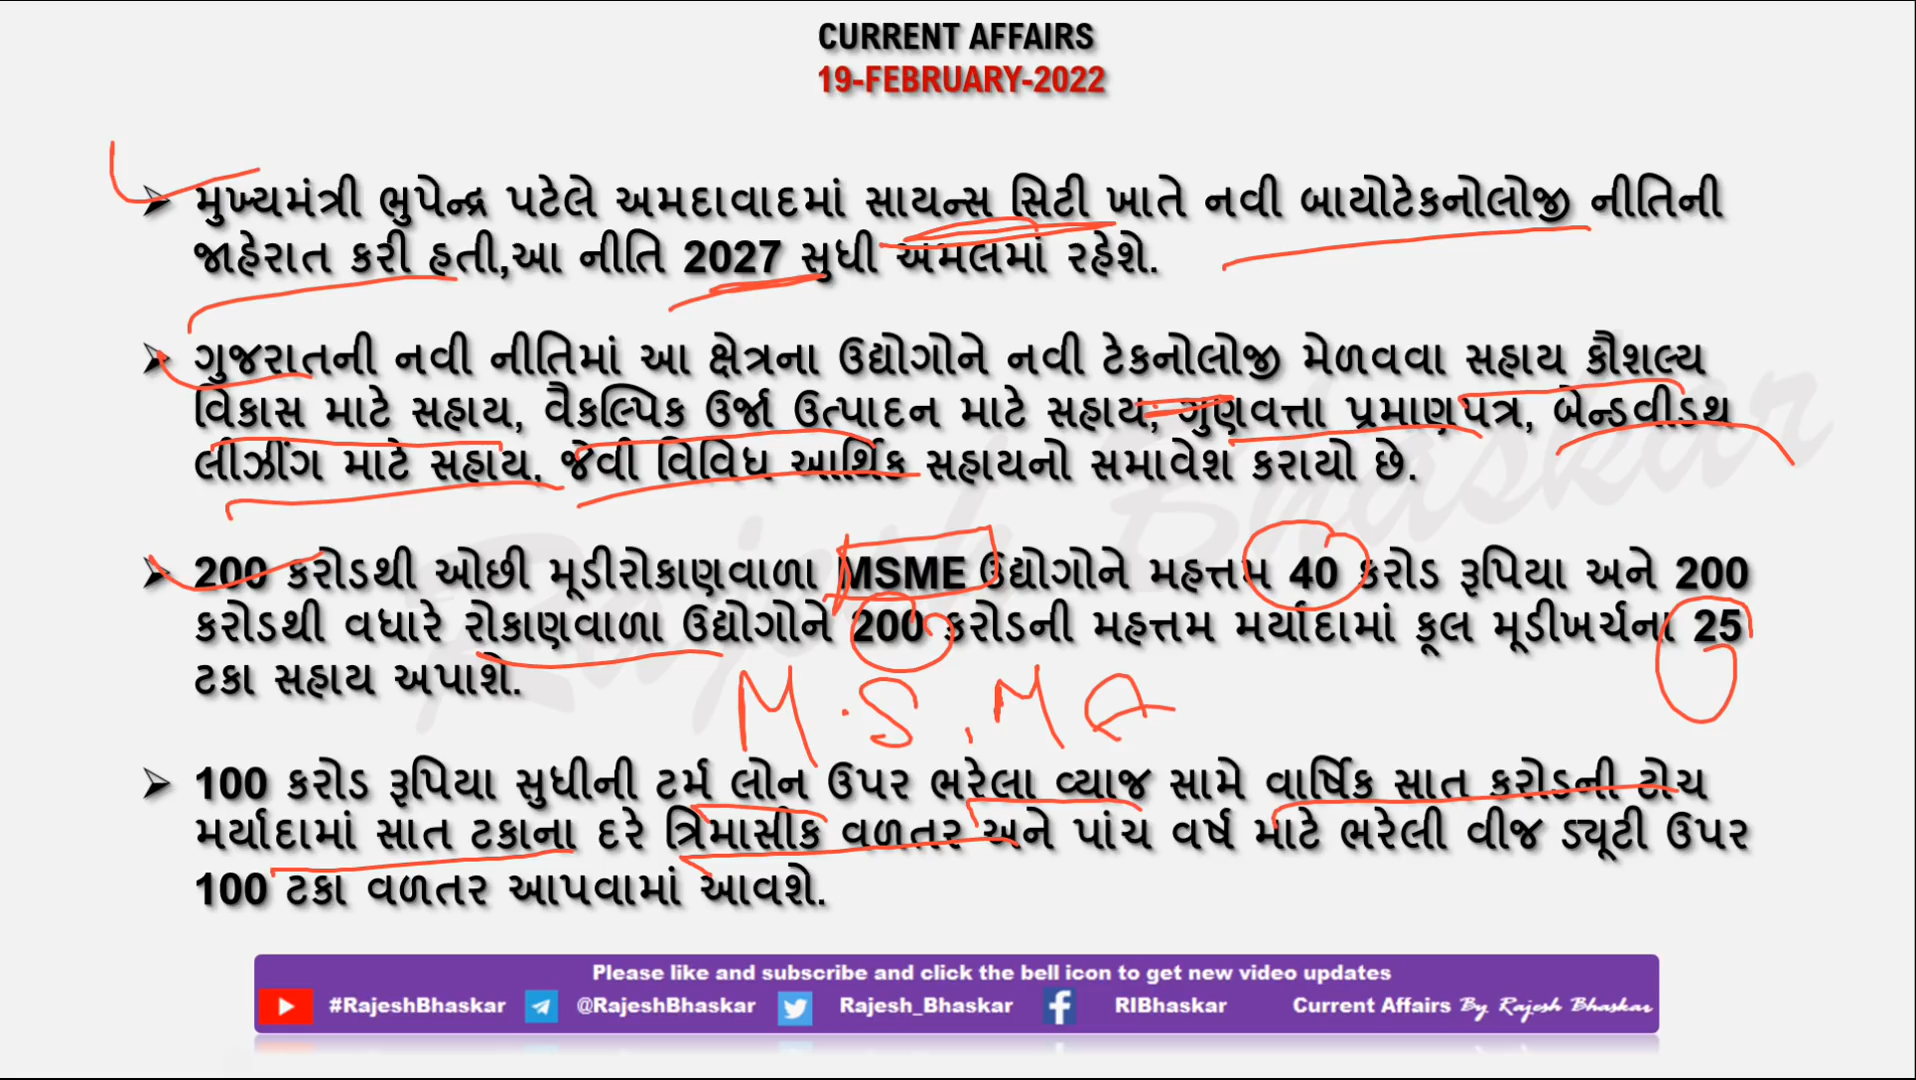 CURRENT AFFAIRS
19-FEBRUARY-2022
➢ મુખ્યમંત્રી ભુપેન્દ્ર પટેલે અમદાવાદમાં સાયન્સ સિટી ખાતે નવી બાયોટેકનોલોજી નીતિની
જાહેરાત કરી હતી,આ નીતિ 2027 સુધી અમલમાં રહેશે.
➢ ગુજરાતની નવી નીતિમાં આ ક્ષેત્રના ઉદ્યોગોને નવી ટેકનોલોજી મેળવવા સહાય કૌશલ્ય
વિકાસ માટે સહાય, વૈકલ્પિક ઉર્જા ઉત્પાદન માટે સહાય, ગુણવત્તા પ્રમાણપત્ર, બેન્ડવીડથ
લીઝીંગ માટે સહાય, જેવી વિવિધ આર્થિક સહાયનો સમાવેશ કરાયો છે.
➢ 200 કરોડથી ઓછી મૂડીરોકાણવાળા MSME ઉદ્યોગોને મહત્તમ 40 કરોડ રૂપિયા અને 200
કરોડથી વધારે રોકાણવાળા ઉદ્યોગોને 200 કરોડની મહત્તમ મર્યાદામાં કૂલ મૂડીખર્ચના 25
ટકા સહાય અપાશે.
M.S.M
➢ 100 કરોડ રૂપિયા સુધીની ટર્મ લોન ઉપર ભરેલા વ્યાજ સામે વાર્ષિક સાત કરોડની ટોચ
મર્યાદામાં સાત ટકાના દરે ત્રિમાસીક વળતર અને પાંચ વર્ષ માટે ભરેલી વીજ ડ્યૂટી ઉપર
100 ટકા વળતર આપવામાં આવશે.
Please like and subscribe and click the bell icon to get new video updates
#RajeshBhaskar @RajeshBhaskar Rajesh_Bhaskar RIBhaskar Current Affairs By Rajesh Bhaskar
Rajesh Bhaskar